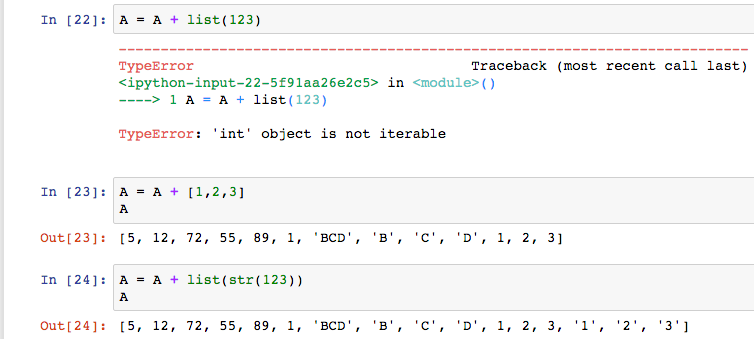 In [22]: A = A + list(123)
---------------------------------------------------------------------------
TypeError                                 Traceback (most recent call last)
<ipython-input-22-5f91aa26e2c5> in <module>()
----> 1 A = A + list(123)
TypeError: 'int' object is not iterable
In [23]: A = A + [1,2,3]
A
Out[23]: [5, 12, 72, 55, 89, 1, 'BCD', 'B', 'C', 'D', 1, 2, 3]
In [24]: A = A + list(str(123))
A
Out[24]: [5, 12, 72, 55, 89, 1, 'BCD', 'B', 'C', 'D', 1, 2, 3, '1', '2', '3']